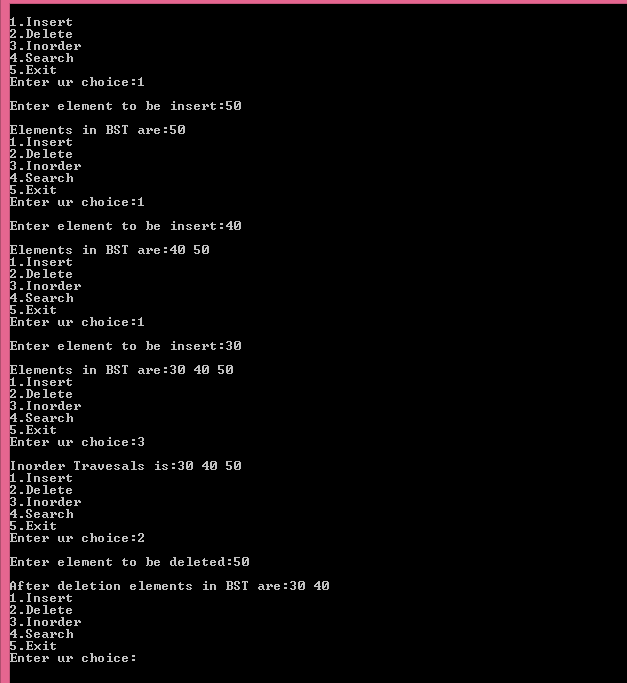 1.Insert
2.Delete
3.Inorder
4.Search
5.Exit
Enter ur choice:1
Enter element to be insert:50
Elements in BST are:50
1.Insert
2.Delete
3.Inorder
4.Search
5.Exit
Enter ur choice:1
Enter element to be insert:40
Elements in BST are:40 50
1.Insert
2.Delete
3.Inorder
4.Search
5.Exit
Enter ur choice:1
Enter element to be insert:30
Elements in BST are:30 40 50
1.Insert
2.Delete
3.Inorder
4.Search
5.Exit
Enter ur choice:3
Inorder Travesals is:30 40 50
1.Insert
2.Delete
3.Inorder
4.Search
5.Exit
Enter ur choice:2
Enter element to be deleted:50
After deletion elements in BST are:30 40
1.Insert
2.Delete
3.Inorder
4.Search
5.Exit
Enter ur choice: